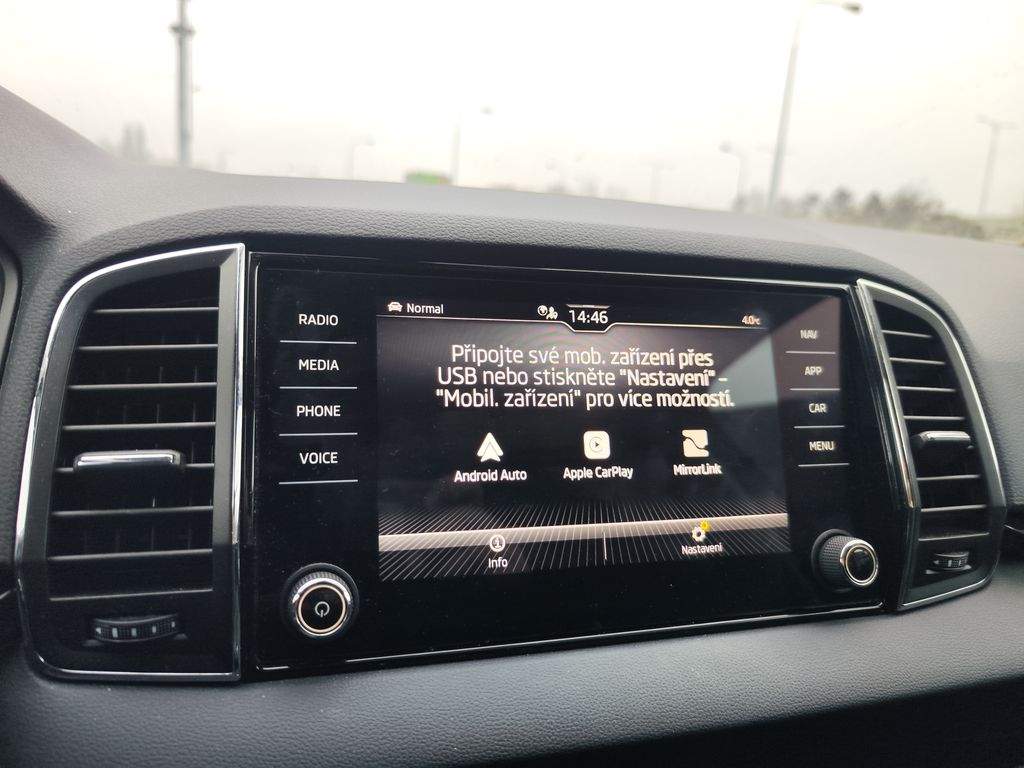 RADIO
MEDIA
PHONE
VOICE
Normal
14:46
4.0°C
Připojte své mob. zařízení přes
USB nebo stiskněte "Nastavení" –
"Mobil. zařízení" pro více možností.
Android Auto
Apple CarPlay
MirrorLink
Info
Nastavení
NAV
APP
CAR
MENU